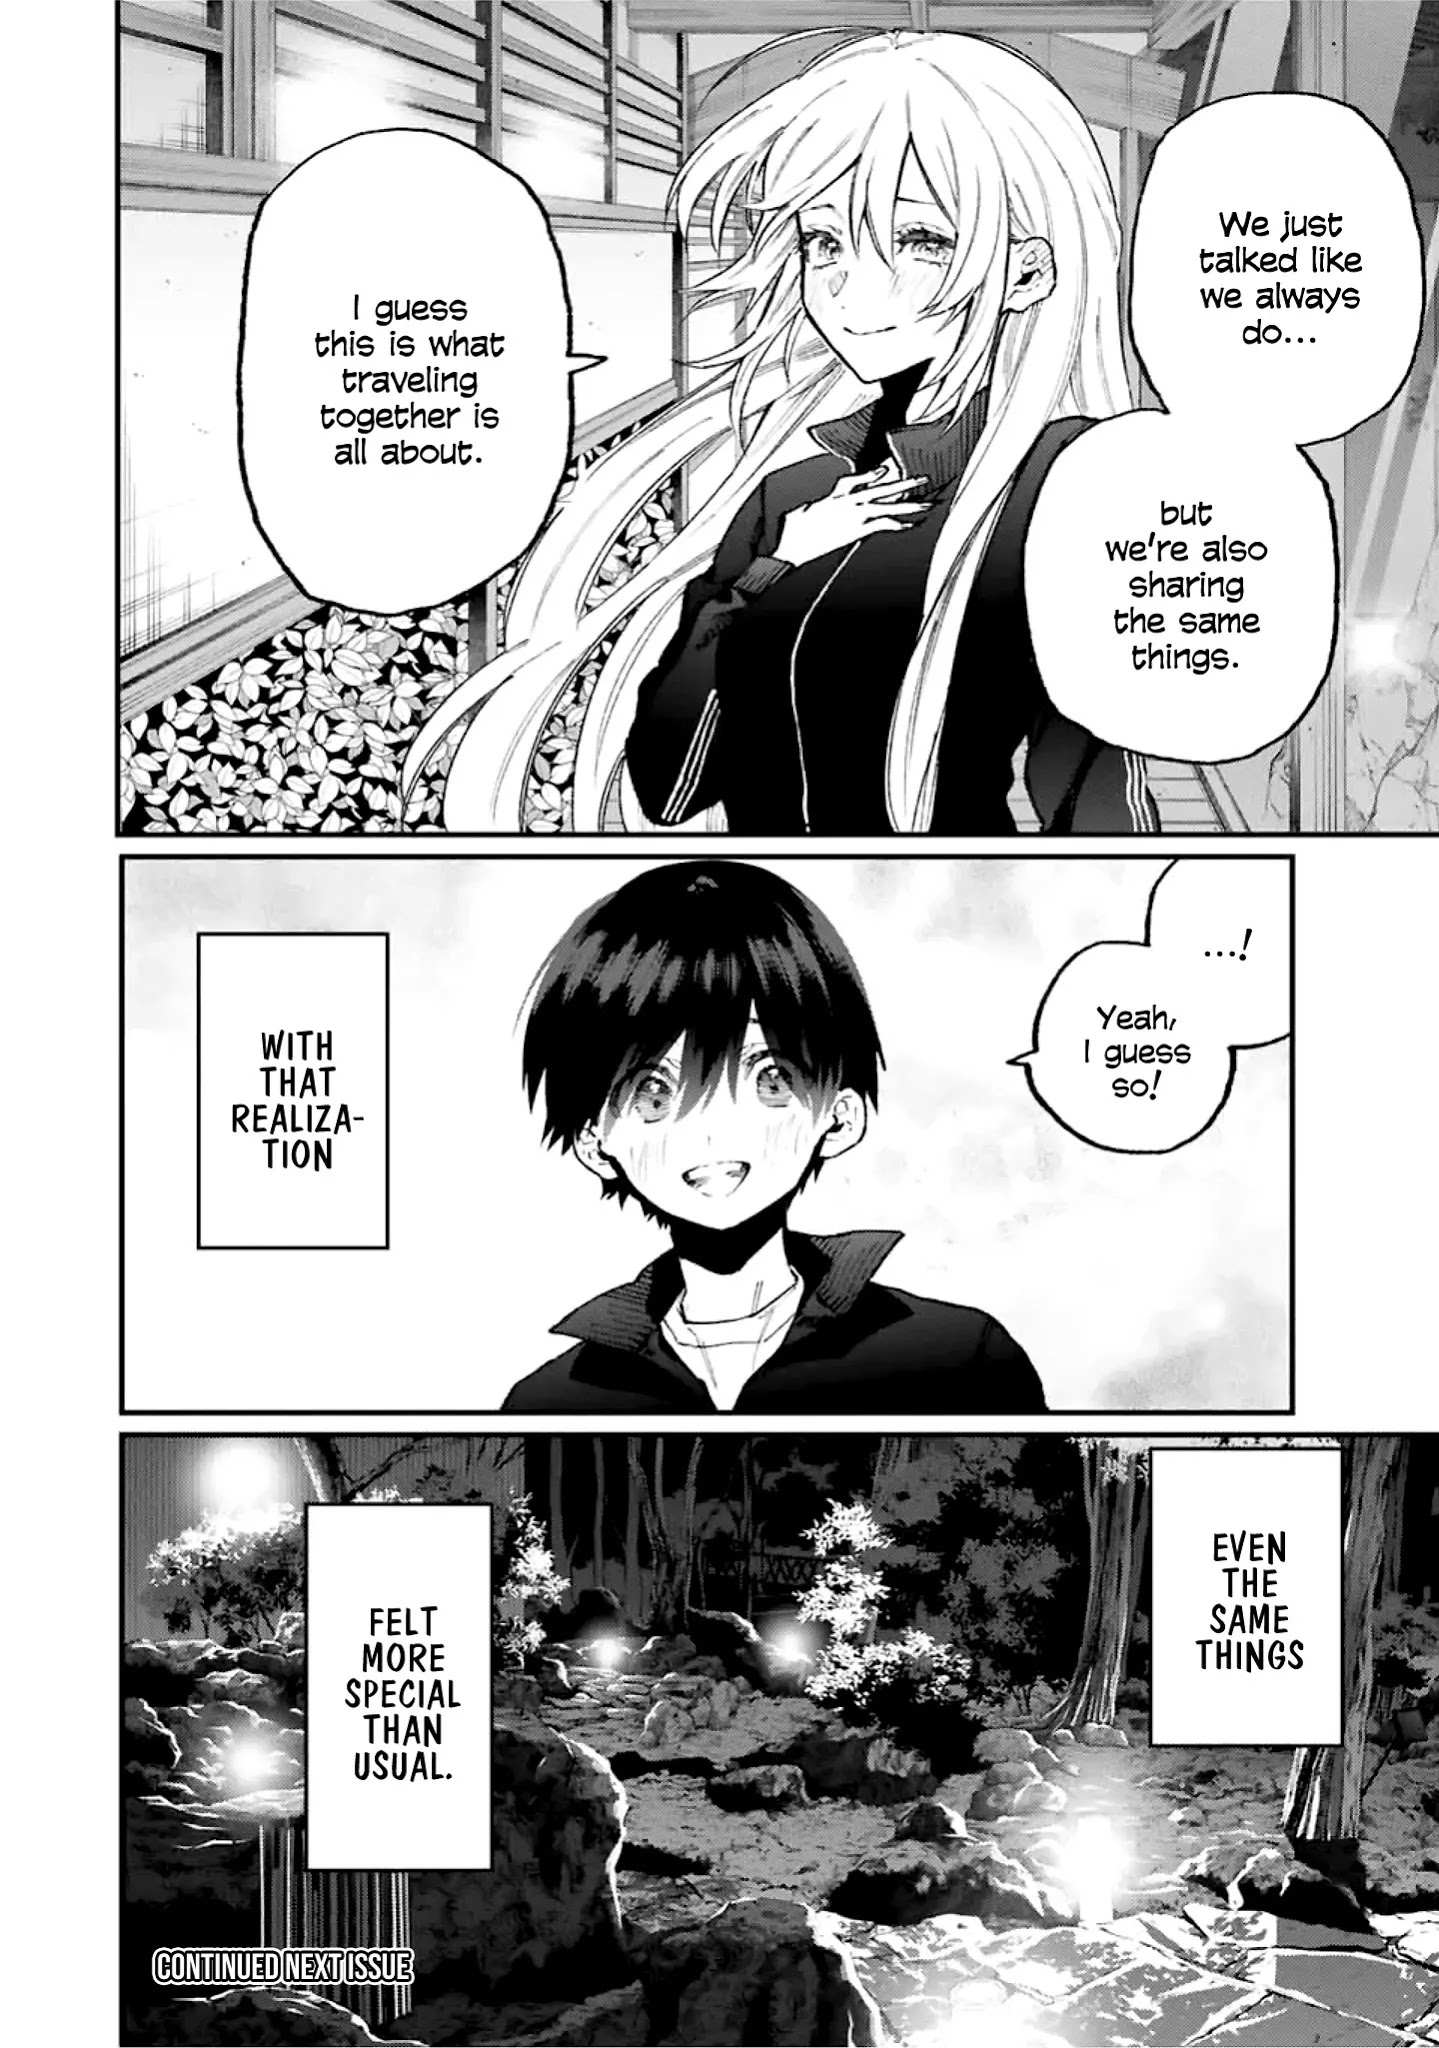 We just
talked like
we always
do...
but
we're also
sharing
the same
things.
I guess
this is what
traveling
together is
all about.
...!
Yeah,
I guess
so!
WITH
THAT
REALIZA-
TION
EVEN
THE
SAME
THINGS
FELT
MORE
SPECIAL
THAN
USUAL.
CONTINUED NEXT ISSUE